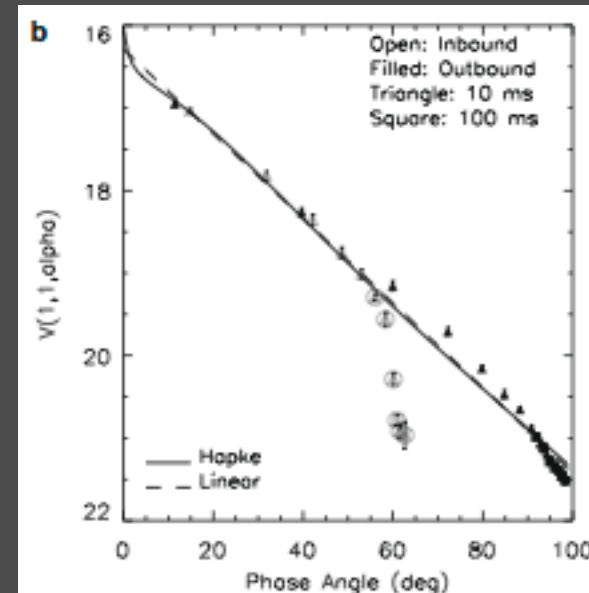 b
Open: Inbound
Filled: Outbound
Triangle: 10 ms
Square: 100 ms
16
18
20
22
V(1,1,alpha)
Hapke
Linear
0 20 40 60 80 100
Phase Angle (deg)